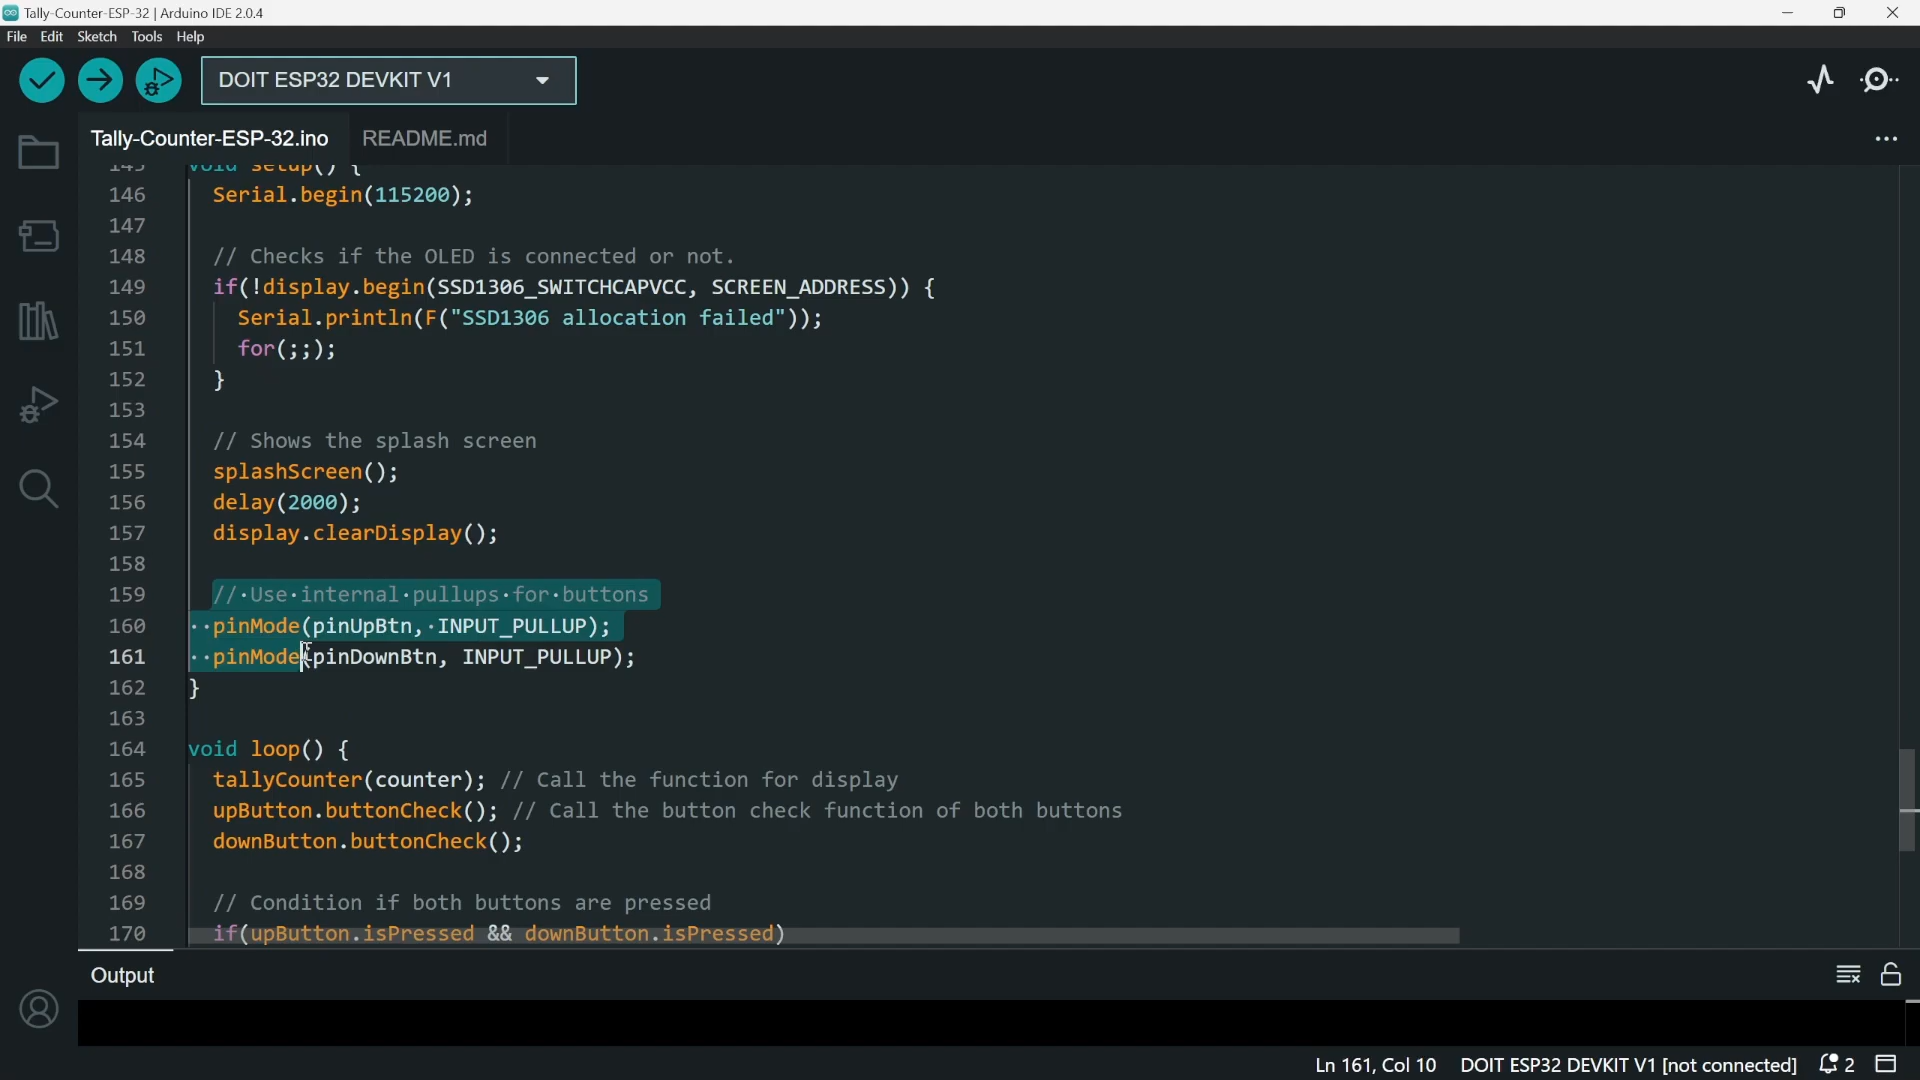 Tally-Counter-ESP-32 | Arduino IDE 2.0.4
File Edit Sketch Tools Help
DOIT ESP32 DEVKIT V1
Tally-Counter-ESP-32.ino README.md
145 void setup() {
146 Serial.begin(115200);
147
148 // Checks if the OLED is connected or not.
149 if(!display.begin(SSD1306_SWITCHCAPVCC, SCREEN_ADDRESS)) {
150 Serial.println(F("SSD1306 allocation failed"));
151 for(;;);
152 }
153
154 // Shows the splash screen
155 splashScreen();
156 delay(2000);
157 display.clearDisplay();
158
159 //·Use·internal·pullups·for·buttons
160 ··pinMode(pinUpBtn,·INPUT_PULLUP);
161 ··pinMode(pinDownBtn, INPUT_PULLUP);
162 }
163
164 void loop() {
165 tallyCounter(counter); // Call the function for display
166 upButton.buttonCheck(); // Call the button check function of both buttons
167 downButton.buttonCheck();
168
169 // Condition if both buttons are pressed
170 if(upButton.isPressed && downButton.isPressed)
Output
Ln 161, Col 10 DOIT ESP32 DEVKIT V1 [not connected] 2